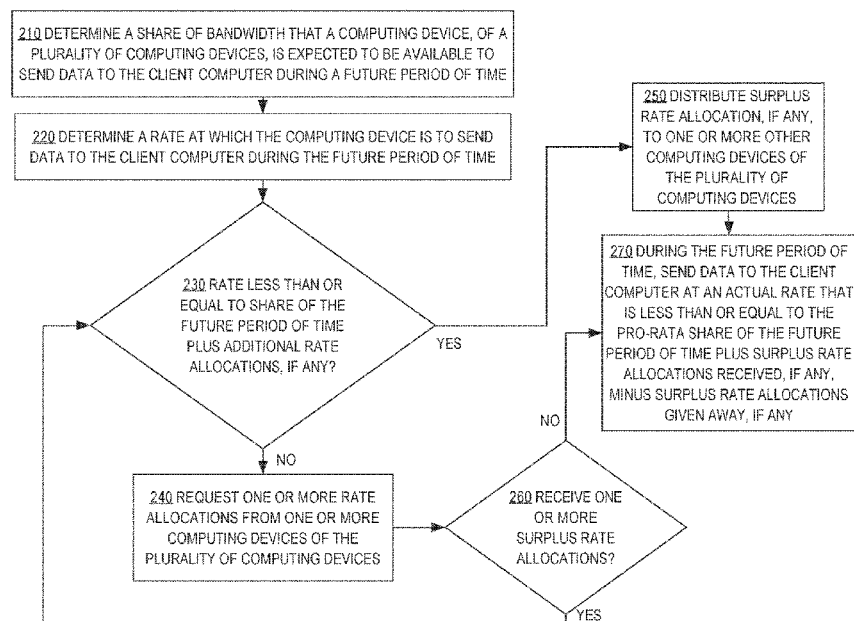 210 DETERMINE A SHARE OF BANDWIDTH THAT A COMPUTING DEVICE, OF A
PLURALITY OF COMPUTING DEVICES, IS EXPECTED TO BE AVAILABLE TO
SEND DATA TO THE CLIENT COMPUTER DURING A FUTURE PERIOD OF TIME
220 DETERMINE A RATE AT WHICH THE COMPUTING DEVICE IS TO SEND
DATA TO THE CLIENT COMPUTER DURING THE FUTURE PERIOD OF TIME
230 RATE LESS THAN OR
EQUAL TO SHARE OF THE
FUTURE PERIOD OF TIME
PLUS ADDITIONAL RATE
ALLOCATIONS, IF ANY?
YES
NO
240 REQUEST ONE OR MORE RATE
ALLOCATIONS FROM ONE OR MORE
COMPUTING DEVICES OF THE
PLURALITY OF COMPUTING DEVICES
250 DISTRIBUTE SURPLUS
RATE ALLOCATION, IF ANY,
TO ONE OR MORE OTHER
COMPUTING DEVICES OF
THE PLURALITY OF
COMPUTING DEVICES
260 RECEIVE ONE
OR MORE
SURPLUS RATE
ALLOCATIONS?
NO
YES
270 DURING THE FUTURE PERIOD OF
TIME, SEND DATA TO THE CLIENT
COMPUTER AT AN ACTUAL RATE THAT
IS LESS THAN OR EQUAL TO THE
PRO-RATA SHARE OF THE FUTURE
PERIOD OF TIME PLUS SURPLUS RATE
ALLOCATIONS RECEIVED, IF ANY,
MINUS SURPLUS RATE ALLOCATIONS
GIVEN AWAY, IF ANY